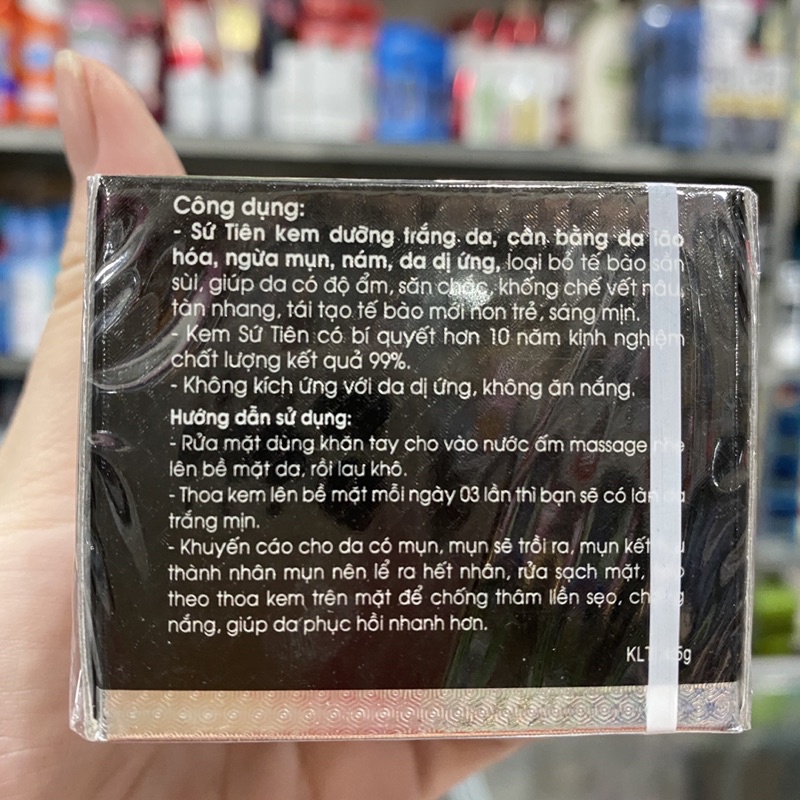 Công dụng:
- Sứ Tiên kem dưỡng trắng da, cần bằng da lão
hóa, ngừa mụn, nám, da dị ứng, loại bỏ tế bào sần
sùi, giúp da có độ ẩm, săn chắc, khống chế vết nâu,
tàn nhang, tái tạo tế bào mới non trẻ, sáng mịn.
- Kem Sứ Tiên có bí quyết hơn 10 năm kinh nghiệm
chất lượng kết quả 99%.
- Không kích ứng với da dị ứng, không ăn nắng.
Hướng dẫn sử dụng:
- Rửa mặt dùng khăn tay cho vào nước ấm massage nhẹ
lên bề mặt da, rồi lau khô.
- Thoa kem lên bề mặt mỗi ngày 03 lần thì bạn sẽ có làn da
trắng mịn.
- Khuyến cáo cho da có mụn, mụn sẽ trồi ra, mụn kết
thành nhân mụn nên lể ra hết nhân, rửa sạch mặt,
theo thoa kem trên mặt để chống thâm liền sẹo, chống
nắng, giúp da phục hồi nhanh hơn.